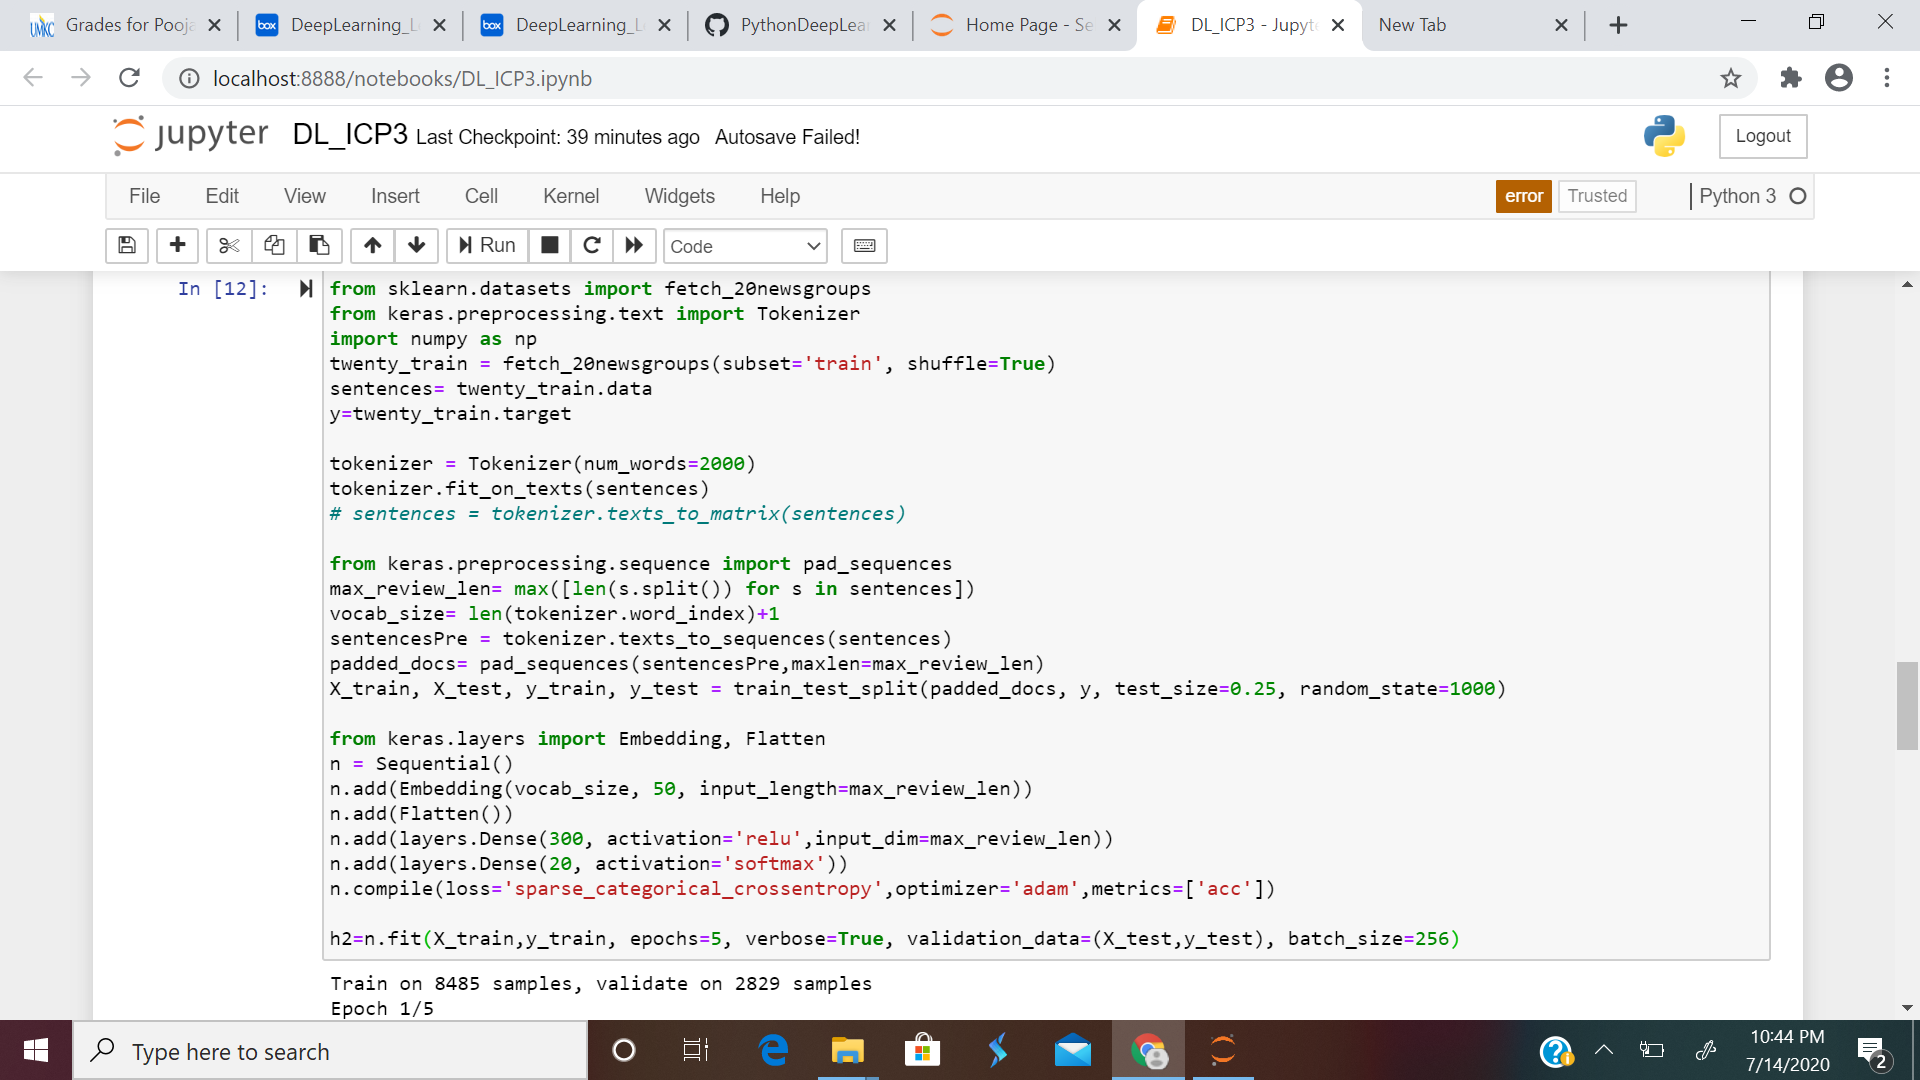 Grades for Pooja
DeepLearning_L
DeepLearning_L
PythonDeepLear
Home Page - Se
DL_ICP3 - Jupyt
New Tab
localhost:8888/notebooks/DL_ICP3.ipynb
jupyter DL_ICP3 Last Checkpoint: 39 minutes ago Autosave Failed!
Logout
File Edit View Insert Cell Kernel Widgets Help
error Trusted Python 3
Run Code
In [12]:
from sklearn.datasets import fetch_20newsgroups
from keras.preprocessing.text import Tokenizer
import numpy as np
twenty_train = fetch_20newsgroups(subset='train', shuffle=True)
sentences= twenty_train.data
y=twenty_train.target
tokenizer = Tokenizer(num_words=2000)
tokenizer.fit_on_texts(sentences)
# sentences = tokenizer.texts_to_matrix(sentences)
from keras.preprocessing.sequence import pad_sequences
max_review_len= max([len(s.split()) for s in sentences])
vocab_size= len(tokenizer.word_index)+1
sentencesPre = tokenizer.texts_to_sequences(sentences)
padded_docs= pad_sequences(sentencesPre,maxlen=max_review_len)
X_train, X_test, y_train, y_test = train_test_split(padded_docs, y, test_size=0.25, random_state=1000)
from keras.layers import Embedding, Flatten
n = Sequential()
n.add(Embedding(vocab_size, 50, input_length=max_review_len))
n.add(Flatten())
n.add(layers.Dense(300, activation='relu',input_dim=max_review_len))
n.add(layers.Dense(20, activation='softmax'))
n.compile(loss='sparse_categorical_crossentropy',optimizer='adam',metrics=['acc'])
h2=n.fit(X_train,y_train, epochs=5, verbose=True, validation_data=(X_test,y_test), batch_size=256)
Train on 8485 samples, validate on 2829 samples
Epoch 1/5
Type here to search
10:44 PM
7/14/2020
2